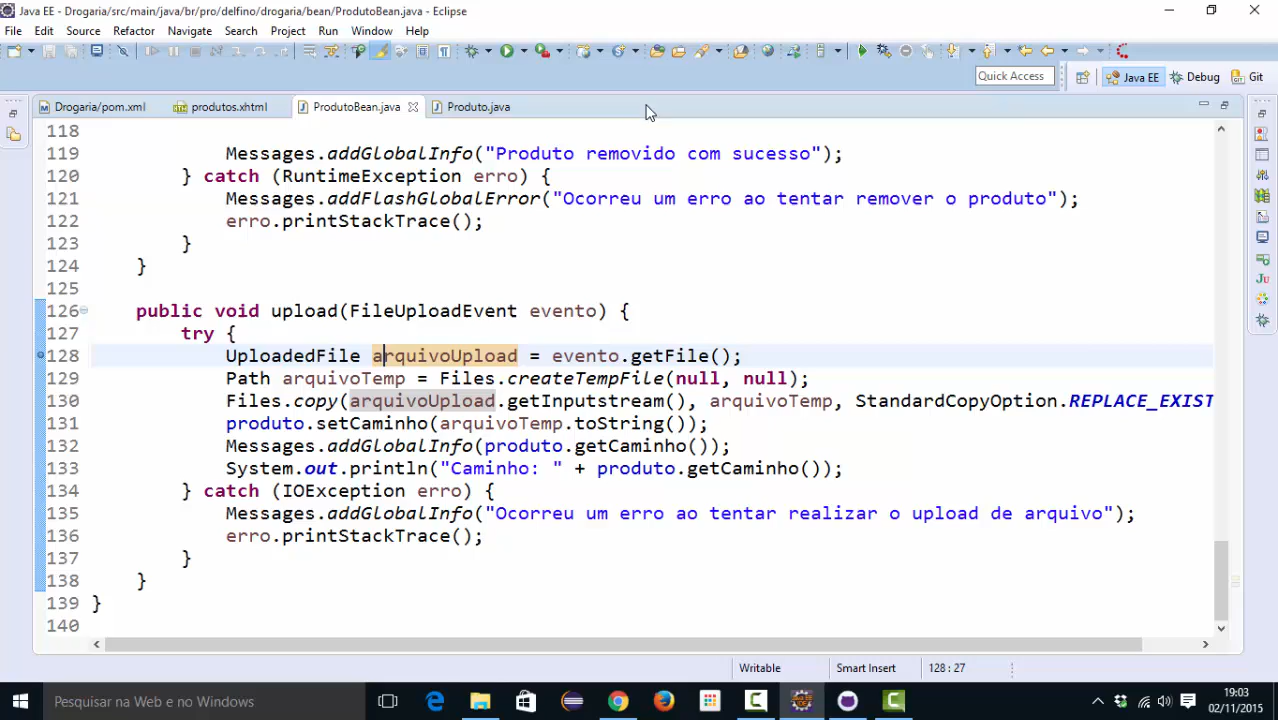 Java EE - Drogaria/src/main/java/br/pro/delfino/drogaria/bean/ProdutoBean.java - Eclipse
File Edit Source Refactor Navigate Search Project Run Window Help
Quick Access Java EE Debug Git
Drogaria/pom.xml produtos.xhtml ProdutoBean.java Produto.java
118
119 Messages.addGlobalInfo("Produto removido com sucesso");
120 } catch (RuntimeException erro) {
121 Messages.addFlashGlobalError("Ocorreu um erro ao tentar remover o produto");
122 erro.printStackTrace();
123 }
124 }
125
126 public void upload(FileUploadEvent evento) {
127 try {
128 UploadedFile arquivoUpload = evento.getFile();
129 Path arquivoTemp = Files.createTempFile(null, null);
130 Files.copy(arquivoUpload.getInputstream(), arquivoTemp, StandardCopyOption.REPLACE_EXIST
131 produto.setCaminho(arquivoTemp.toString());
132 Messages.addGlobalInfo(produto.getCaminho());
133 System.out.println("Caminho: " + produto.getCaminho());
134 } catch (IOException erro) {
135 Messages.addGlobalInfo("Ocorreu um erro ao tentar realizar o upload de arquivo");
136 erro.printStackTrace();
137 }
138 }
139 }
140
Writable Smart Insert 128 : 27
Pesquisar na Web e no Windows
19:03
02/11/2015